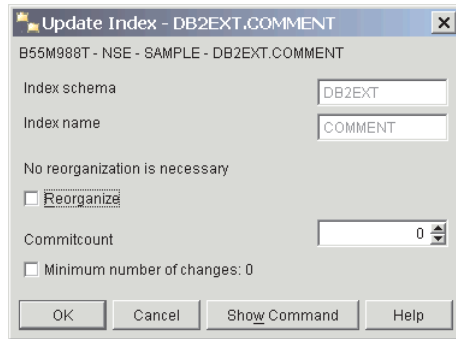 Update Index - DB2EXT.COMMENT
B55M988T - NSE - SAMPLE - DB2EXT.COMMENT
Index schema DB2EXT
Index name COMMENT
No reorganization is necessary
Reorganize
Commitcount 0
Minimum number of changes: 0
OK Cancel Show Command Help